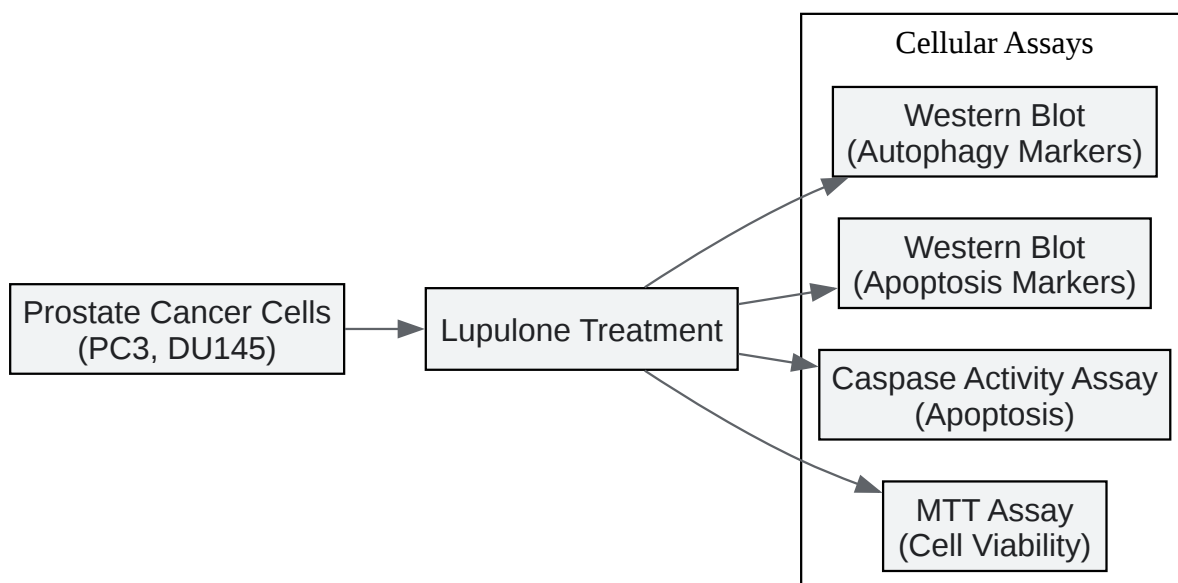 Cellular Assays
Western Blot
(Autophagy Markers)
Western Blot
(Apoptosis Markers)
Prostate Cancer Cells
(PC3, DU145)
Lupulone Treatment
Caspase Activity Assay
(Apoptosis)
MTT Assay
(Cell Viability)